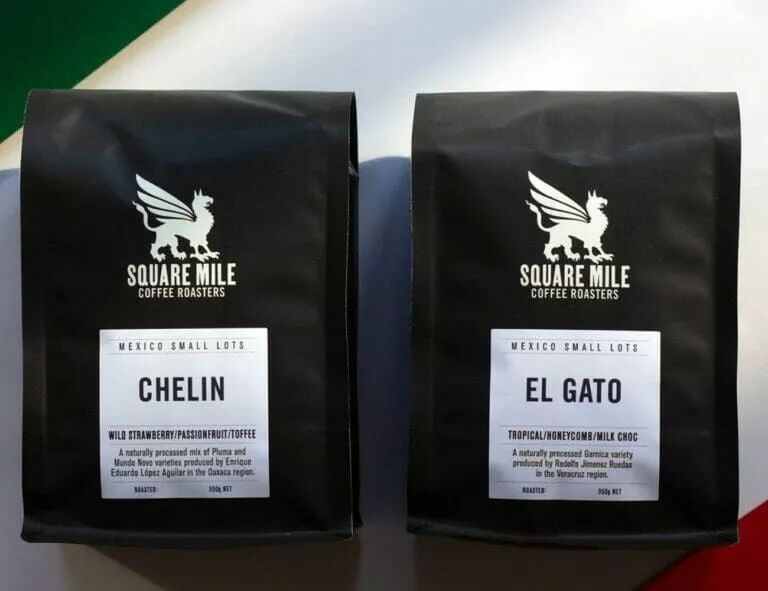 SQUARE MILE
COFFEE ROASTERS
MEXICO SMALL LOTS
CHELIN
WILD STRAWBERRY/PASSIONFRUIT/TOFFEE
A naturally processed mix of Pluma and
Mundo Novo varieties produced by Enrique
Eduardo López Aguilar in the Oaxaca region.
ROASTED: 350g NET
SQUARE MILE
COFFEE ROASTERS
MEXICO SMALL LOTS
EL GATO
TROPICAL/HONEYCOMB/MILK CHOC
A naturally processed Garnica variety
produced by Rodolfo Jimenez Ruedas
in the Veracruz region.
ROASTED: 350g NET